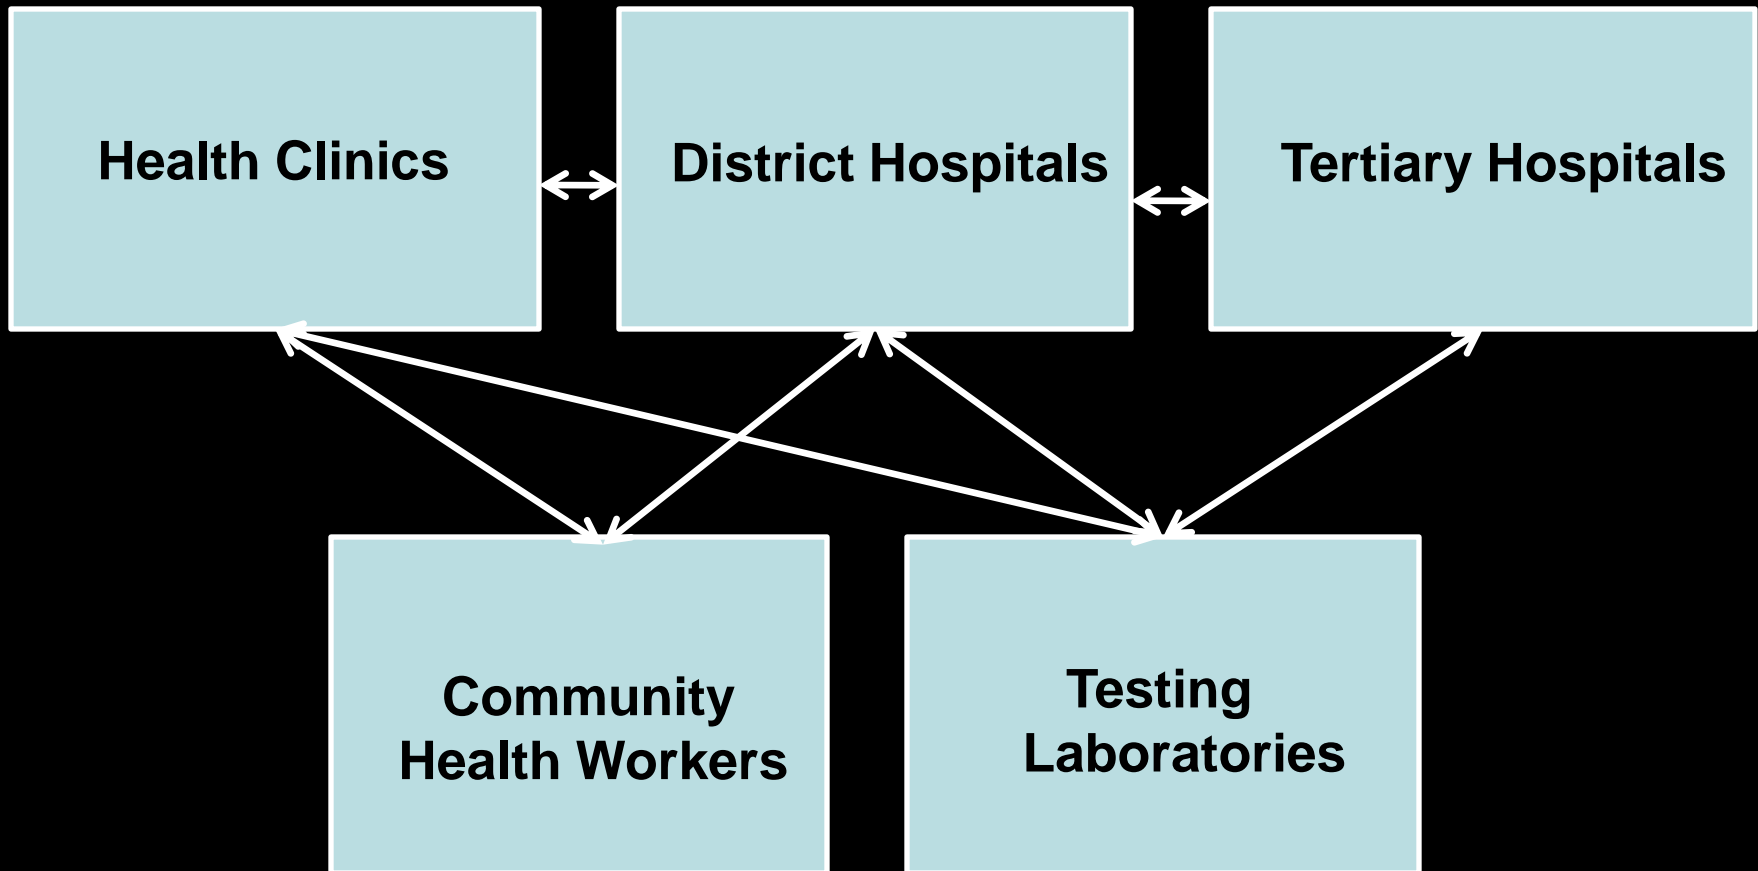 Health Clinics
District Hospitals
Tertiary Hospitals
Community
Health Workers
Testing
Laboratories